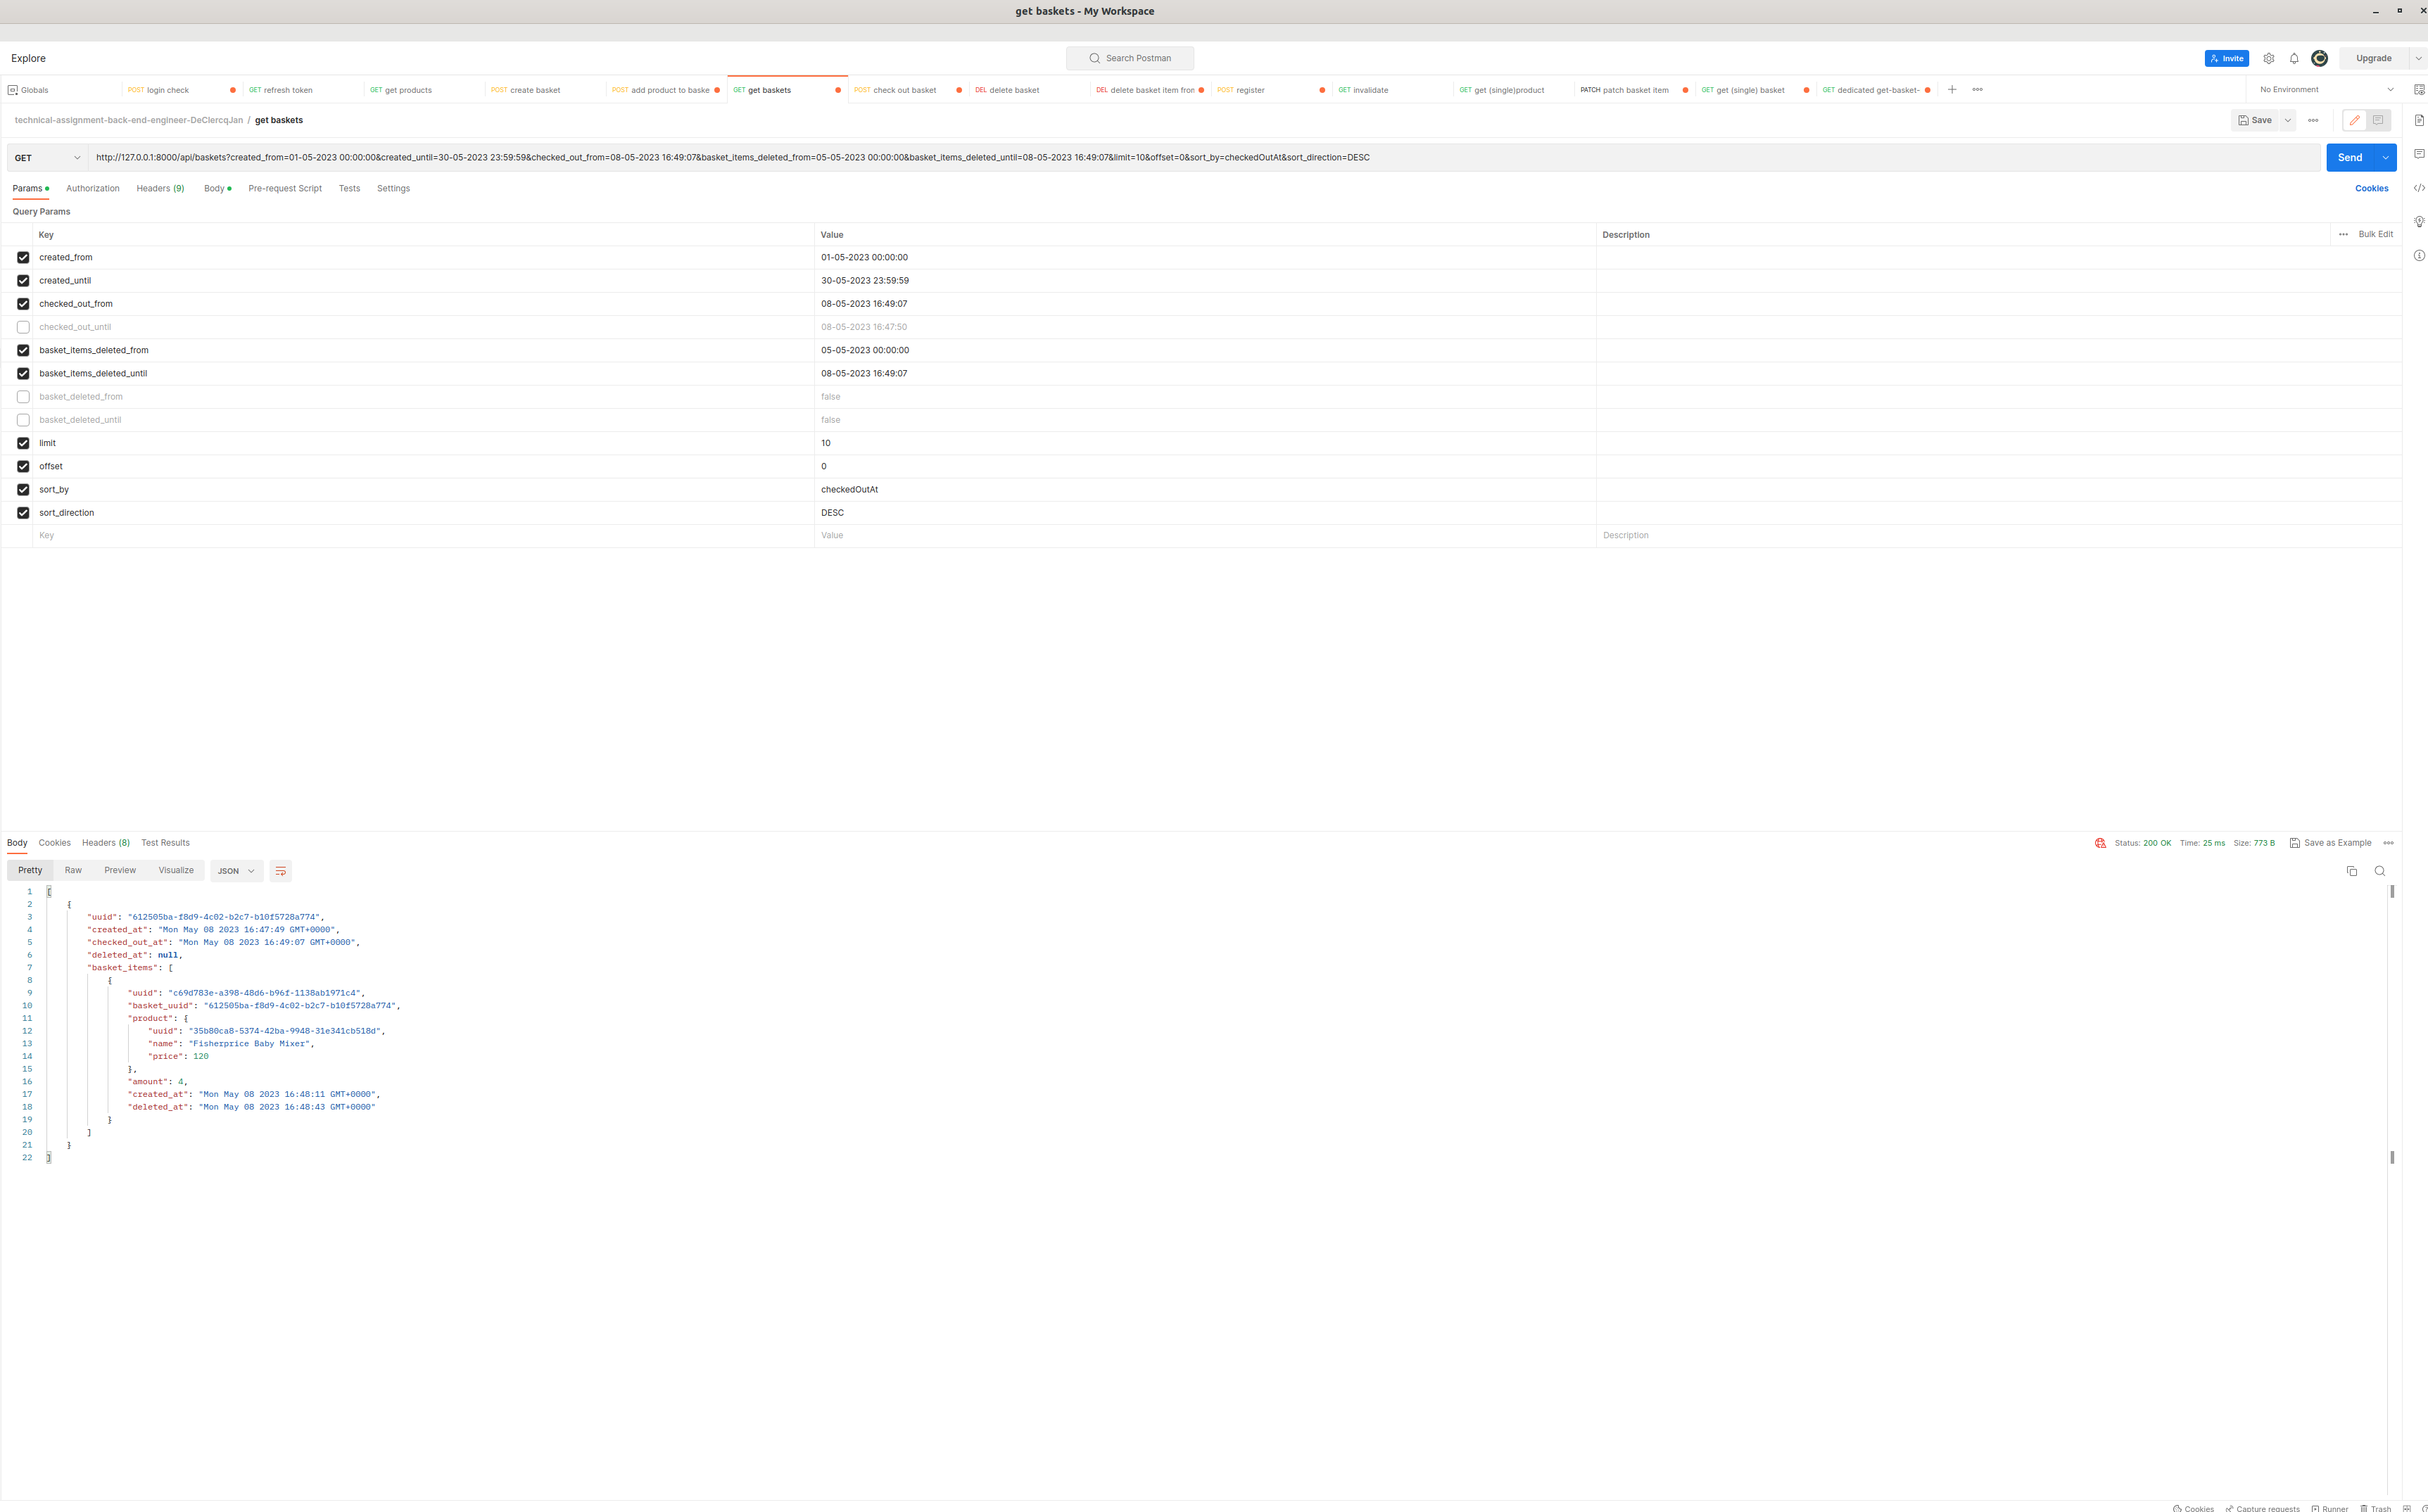 get baskets - My Workspace
Explore
Search Postman
Invite
Upgrade
Globals
POST login check
GET refresh token
GET get products
POST create basket
POST add product to baske
GET get baskets
POST check out basket
DEL delete basket
DEL delete basket item fron
POST register
GET invalidate
GET get (single)product
PATCH patch basket item
GET get (single) basket
GET dedicated get-basket-
No Environment
technical-assignment-back-end-engineer-DeClercqJan / get baskets
Save
GET
http://127.0.0.1:8000/api/baskets?created_from=01-05-2023 00:00:00&created_until=30-05-2023 23:59:59&checked_out_from=08-05-2023 16:49:07&basket_items_deleted_from=05-05-2023 00:00:00&basket_items_deleted_until=08-05-2023 16:49:07&limit=10&offset=0&sort_by=checkedOutAt&sort_direction=DESC
Send
Params Authorization Headers (9) Body Pre-request Script Tests Settings Cookies
Query Params
Key Value Description Bulk Edit
created_from 01-05-2023 00:00:00
created_until 30-05-2023 23:59:59
checked_out_from 08-05-2023 16:49:07
checked_out_until 08-05-2023 16:47:50
basket_items_deleted_from 05-05-2023 00:00:00
basket_items_deleted_until 08-05-2023 16:49:07
basket_deleted_from false
basket_deleted_until false
limit 10
offset 0
sort_by checkedOutAt
sort_direction DESC
Key Value Description
Body Cookies Headers (8) Test Results Status: 200 OK Time: 25 ms Size: 773 B Save as Example
Pretty Raw Preview Visualize JSON
1 [
2 {
3 "uuid": "612505ba-f8d9-4c02-b2c7-b10f5728a774",
4 "created_at": "Mon May 08 2023 16:47:49 GMT+0000",
5 "checked_out_at": "Mon May 08 2023 16:49:07 GMT+0000",
6 "deleted_at": null,
7 "basket_items": [
8 {
9 "uuid": "c69d783e-a398-48d6-b96f-1138ab1971c4",
10 "basket_uuid": "612505ba-f8d9-4c02-b2c7-b10f5728a774",
11 "product": {
12 "uuid": "35b80ca8-5374-42ba-9948-31e341cb518d",
13 "name": "Fisherprice Baby Mixer",
14 "price": 120
15 },
16 "amount": 4,
17 "created_at": "Mon May 08 2023 16:48:11 GMT+0000",
18 "deleted_at": "Mon May 08 2023 16:48:43 GMT+0000"
19 }
20 ]
21 }
22 ]
Cookies Capture requests Runner Trash